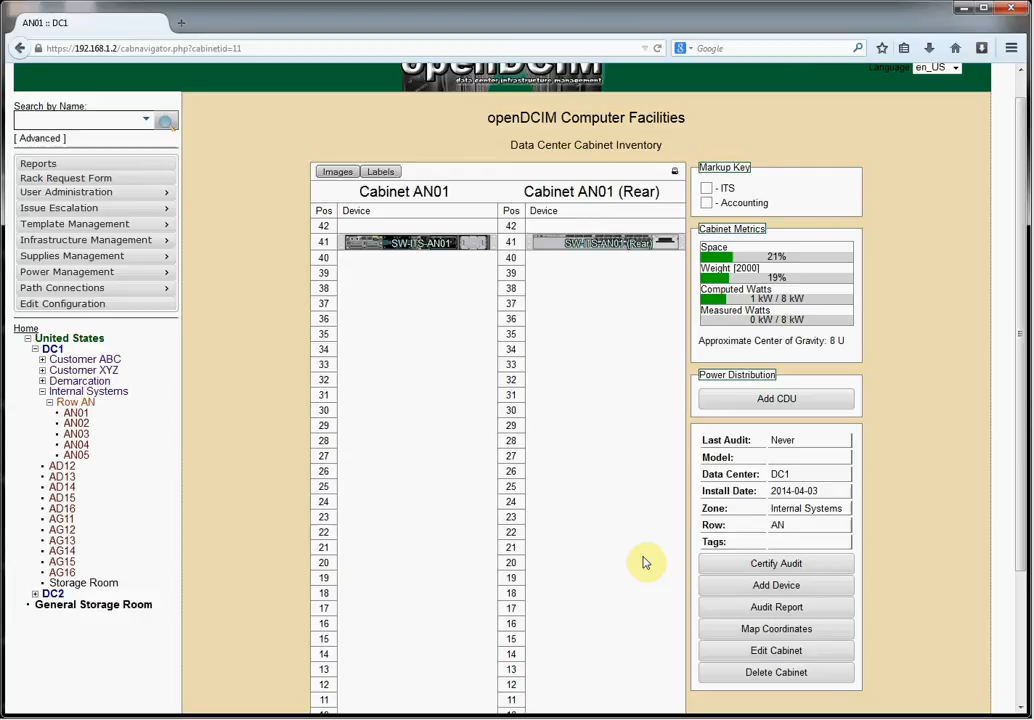 AN01 :: DC1
https://192.168.1.2/cabnavigator.php?cabinetid=11
Google
openDCIM
data center infrastructure management
Language en_US
Search by Name:
[ Advanced ]
Reports
Rack Request Form
User Administration
Issue Escalation
Template Management
Infrastructure Management
Supplies Management
Power Management
Path Connections
Edit Configuration
Home
United States
DC1
Customer ABC
Customer XYZ
Demarcation
Internal Systems
Row AN
AN01
AN02
AN03
AN04
AN05
AD12
AD13
AD14
AD15
AD16
AG11
AG12
AG13
AG14
AG15
AG16
Storage Room
DC2
General Storage Room
openDCIM Computer Facilities
Data Center Cabinet Inventory
Images Labels
Cabinet AN01 Cabinet AN01 (Rear)
Pos Device Pos Device
42 42
41 SW-ITS-AN01 41 SW-ITS-AN01 (Rear)
40 40
39 39
38 38
37 37
36 36
35 35
34 34
33 33
32 32
31 31
30 30
29 29
28 28
27 27
26 26
25 25
24 24
23 23
22 22
21 21
20 20
19 19
18 18
17 17
16 16
15 15
14 14
13 13
12 12
11 11
Markup Key
- ITS
- Accounting
Cabinet Metrics
Space
21%
Weight [2000]
19%
Computed Watts
1 kW / 8 kW
Measured Watts
0 kW / 8 kW
Approximate Center of Gravity: 8 U
Power Distribution
Add CDU
Last Audit: Never
Model:
Data Center: DC1
Install Date: 2014-04-03
Zone: Internal Systems
Row: AN
Tags:
Certify Audit
Add Device
Audit Report
Map Coordinates
Edit Cabinet
Delete Cabinet